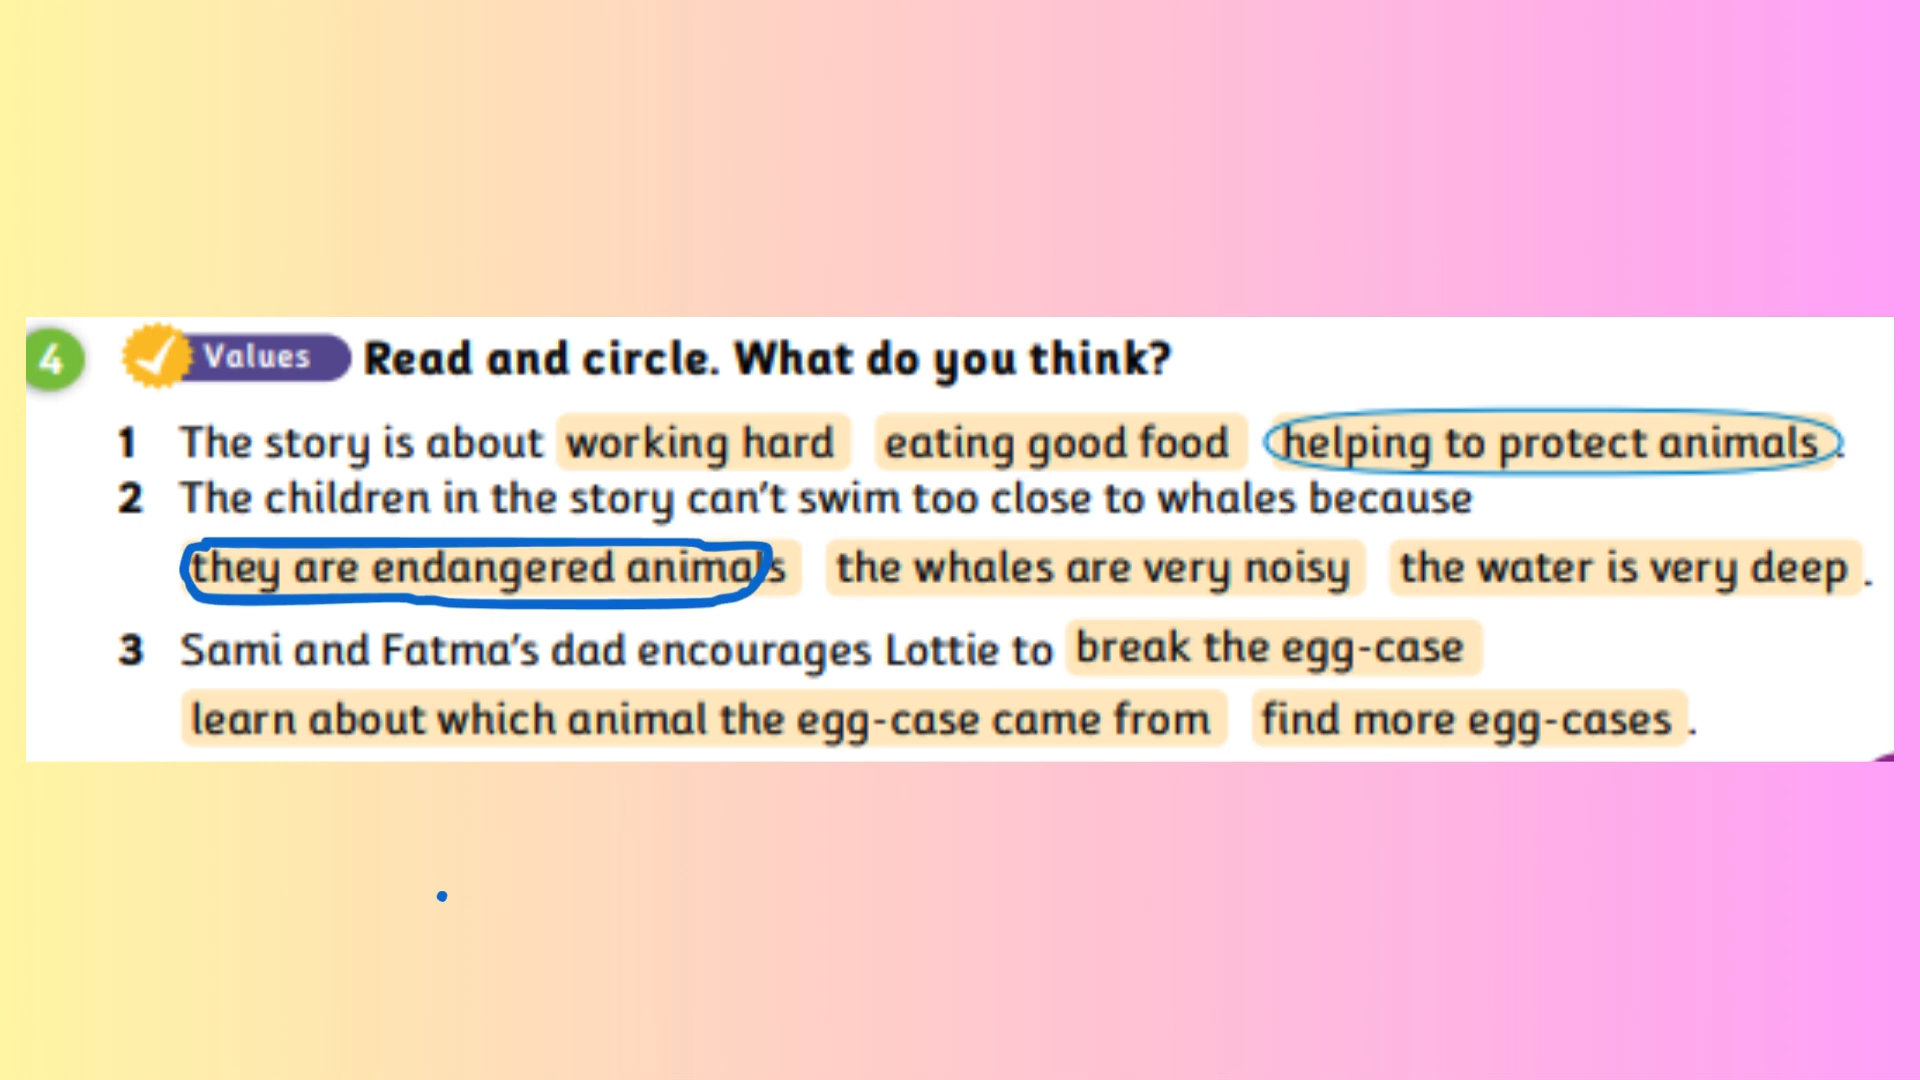 4 Values Read and circle. What do you think?
1 The story is about working hard eating good food helping to protect animals.
2 The children in the story can't swim too close to whales because
they are endangered animals the whales are very noisy the water is very deep.
3 Sami and Fatma's dad encourages Lottie to break the egg-case
learn about which animal the egg-case came from find more egg-cases.